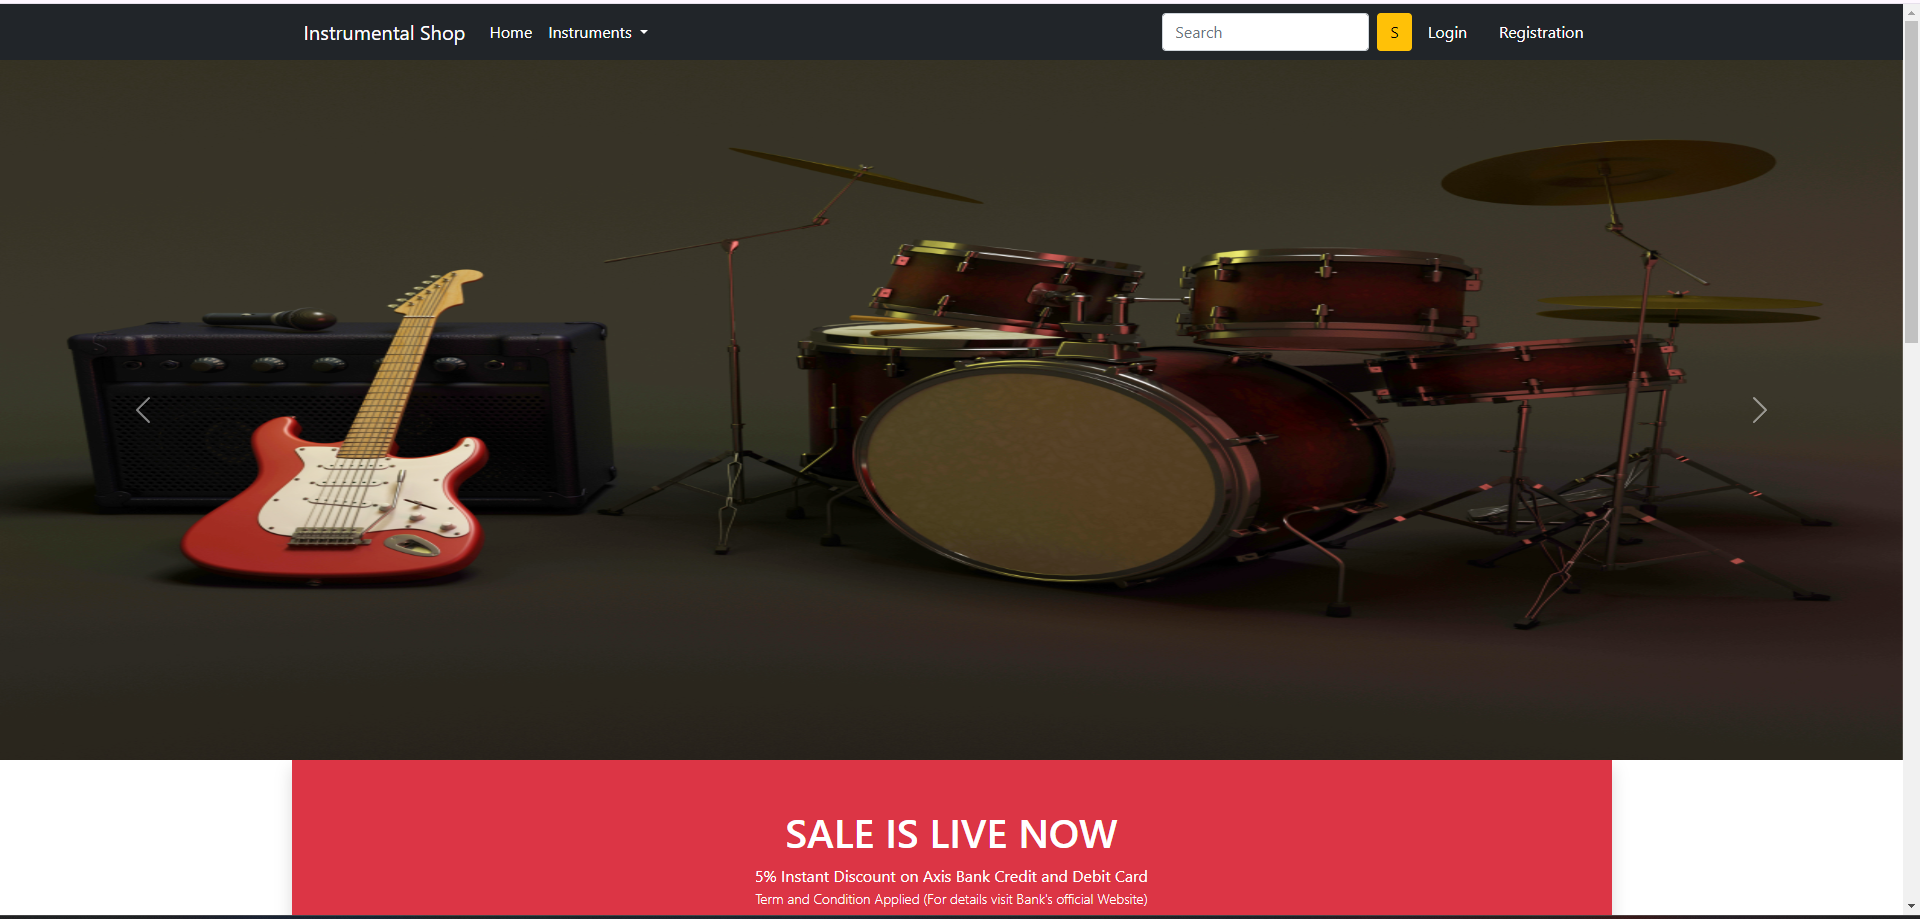 Instrumental Shop Home Instruments Search S Login Registration
SALE IS LIVE NOW
5% Instant Discount on Axis Bank Credit and Debit Card
Term and Condition Applied (For details visit Bank's official Website)